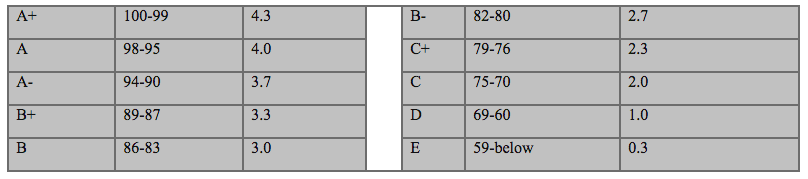 A+ 100-99 4.3 B- 82-80 2.7
A 98-95 4.0 C+ 79-76 2.3
A- 94-90 3.7 C 75-70 2.0
B+ 89-87 3.3 D 69-60 1.0
B 86-83 3.0 E 59-below 0.3